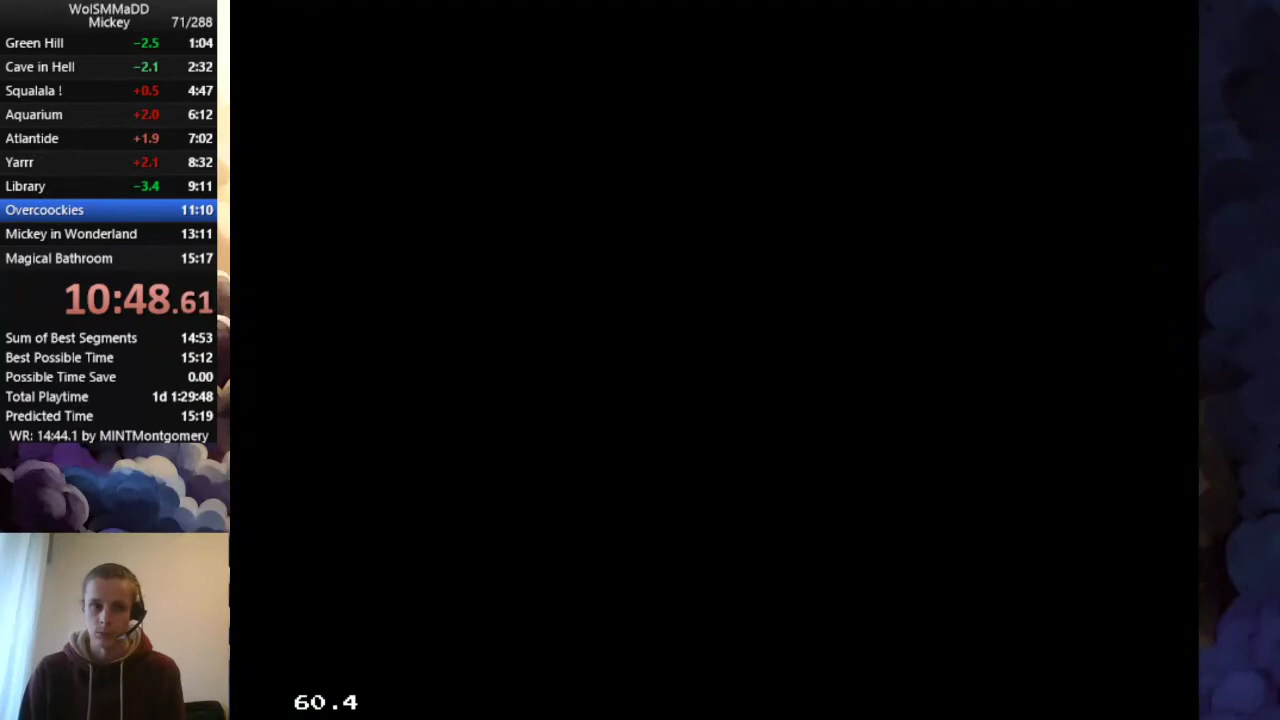 WoISMMaDD
Mickey 71/288
Green Hill −2.5 1:04
Cave in Hell −2.1 2:32
Squalala ! +0.5 4:47
Aquarium +2.0 6:12
Atlantide +1.9 7:02
Yarrr +2.1 8:32
Library −3.4 9:11
Overcoockies 11:10
Mickey in Wonderland 13:11
Magical Bathroom 15:17
10:48.61
Sum of Best Segments 14:53
Best Possible Time 15:12
Possible Time Save 0.00
Total Playtime 1d 1:29:48
Predicted Time 15:19
WR: 14:44.1 by MINTMontgomery
60.4